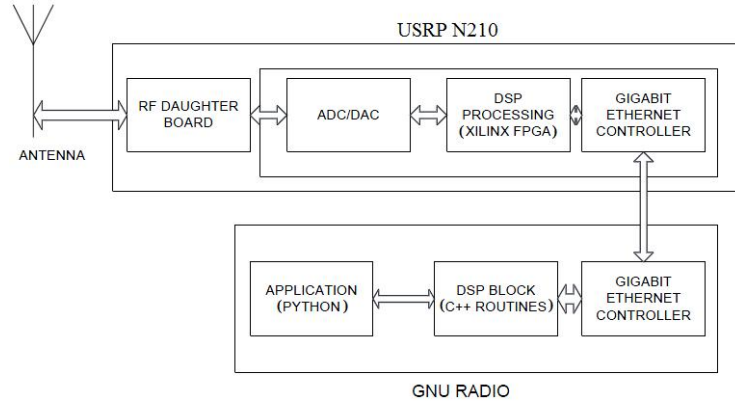 USRP N210
RF DAUGHTER
BOARD
ADC/DAC
DSP
PROCESSING
(XILINX FPGA)
GIGABIT
ETHERNET
CONTROLLER
ANTENNA
APPLICATION
(PYTHON)
DSP BLOCK
(C++ ROUTINES)
GIGABIT
ETHERNET
CONTROLLER
GNU RADIO